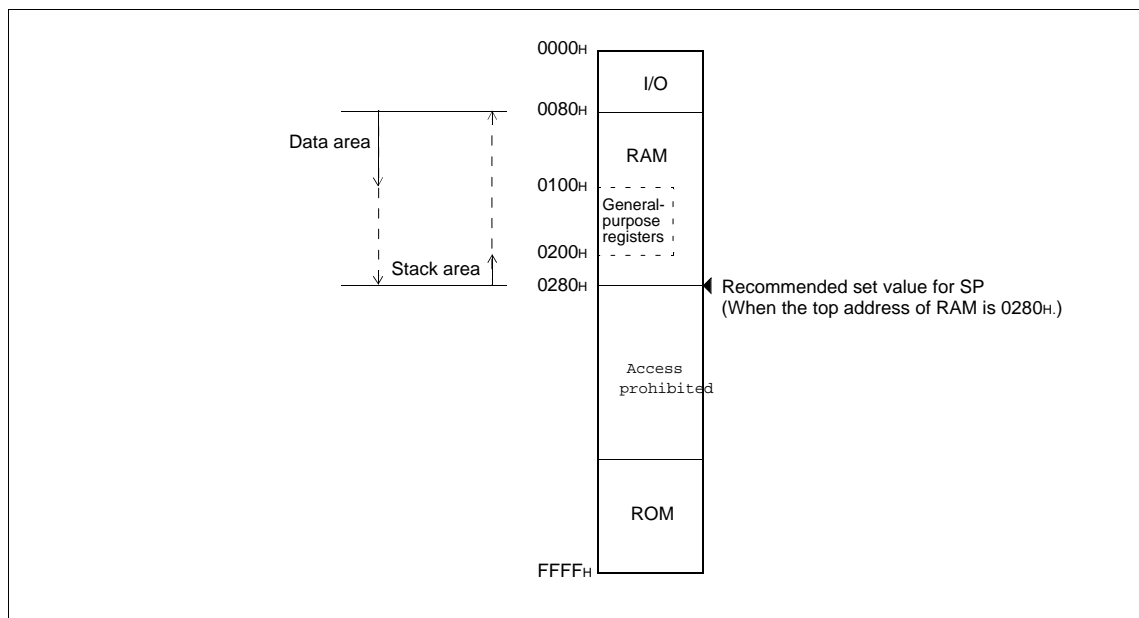 0000H
I/O
0080H
Data area
RAM
0100H
General-
purpose
registers
0200H
Stack area
0280H
Recommended set value for SP
(When the top address of RAM is 0280H.)
Access
prohibited
ROM
FFFFH